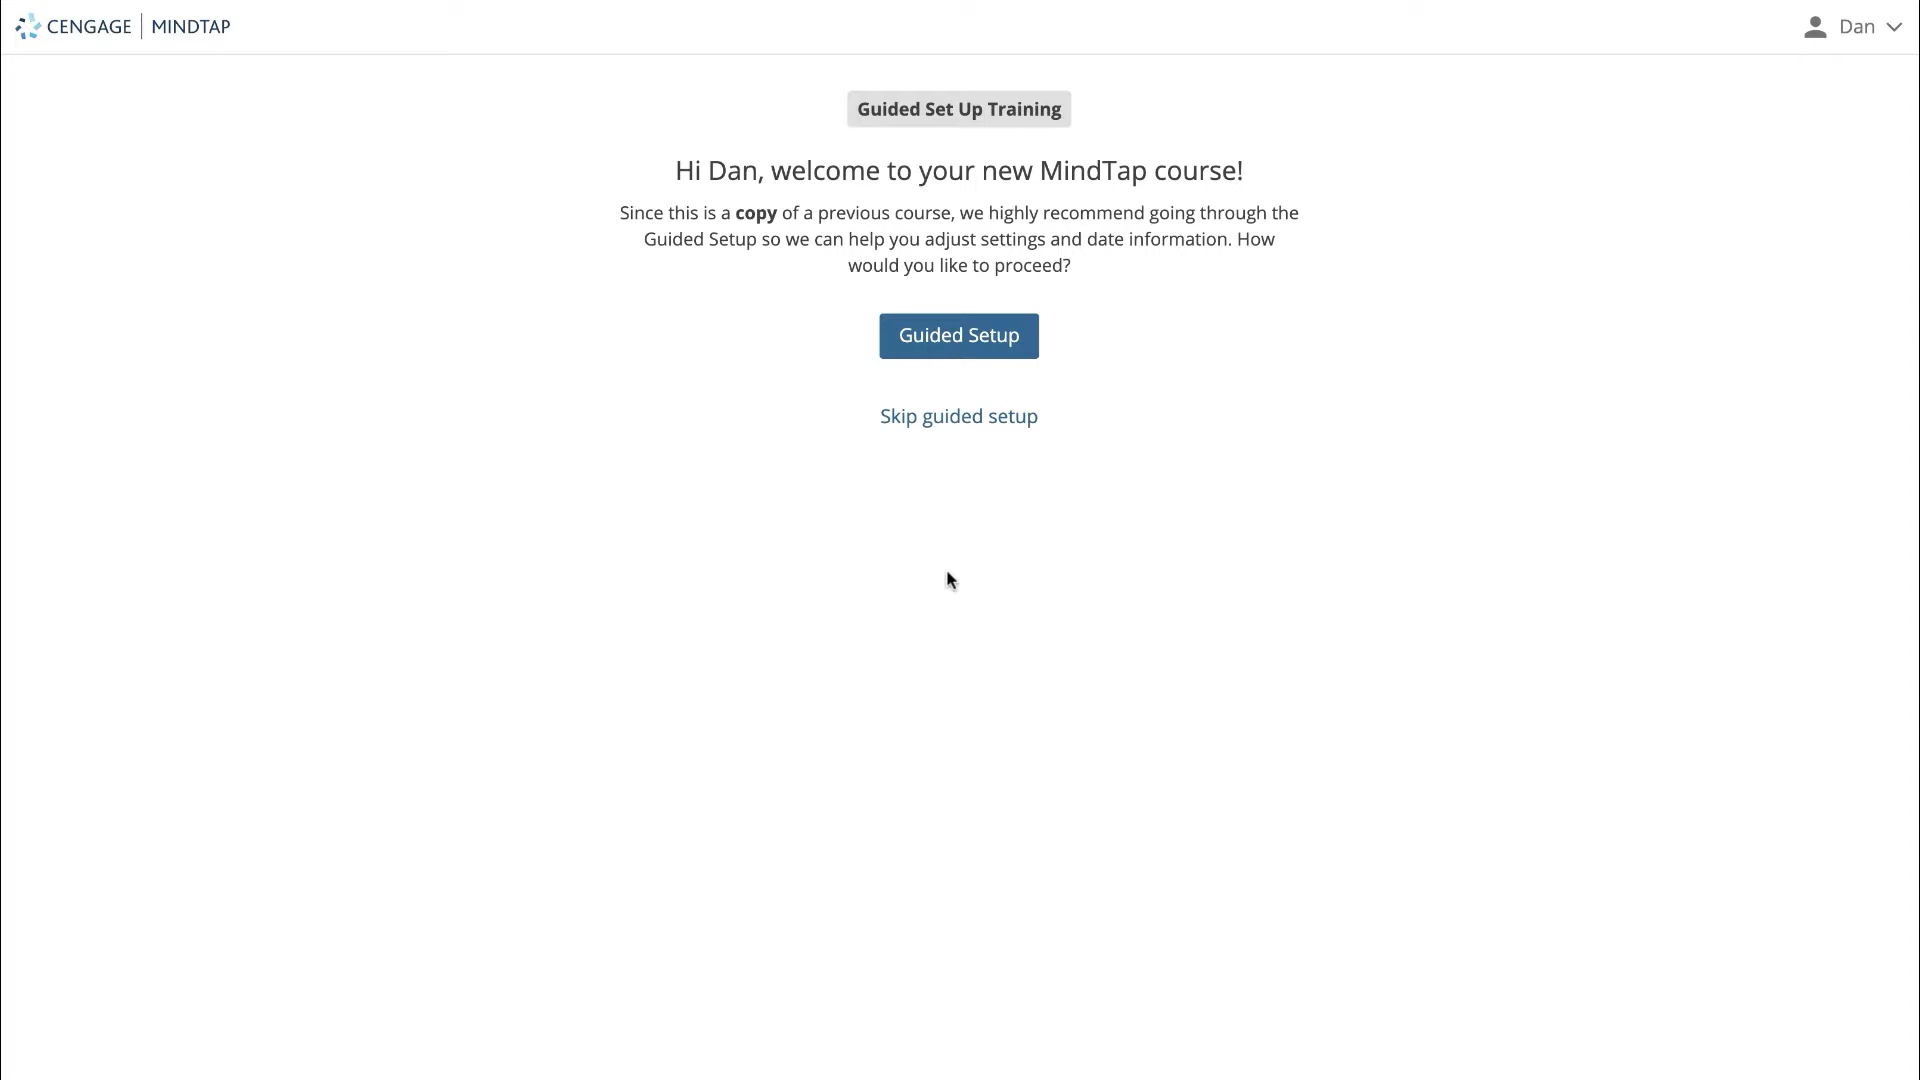 CENGAGE | MINDTAP
Dan
Guided Set Up Training
Hi Dan, welcome to your new MindTap course!
Since this is a copy of a previous course, we highly recommend going through the
Guided Setup so we can help you adjust settings and date information. How
would you like to proceed?
Guided Setup
Skip guided setup